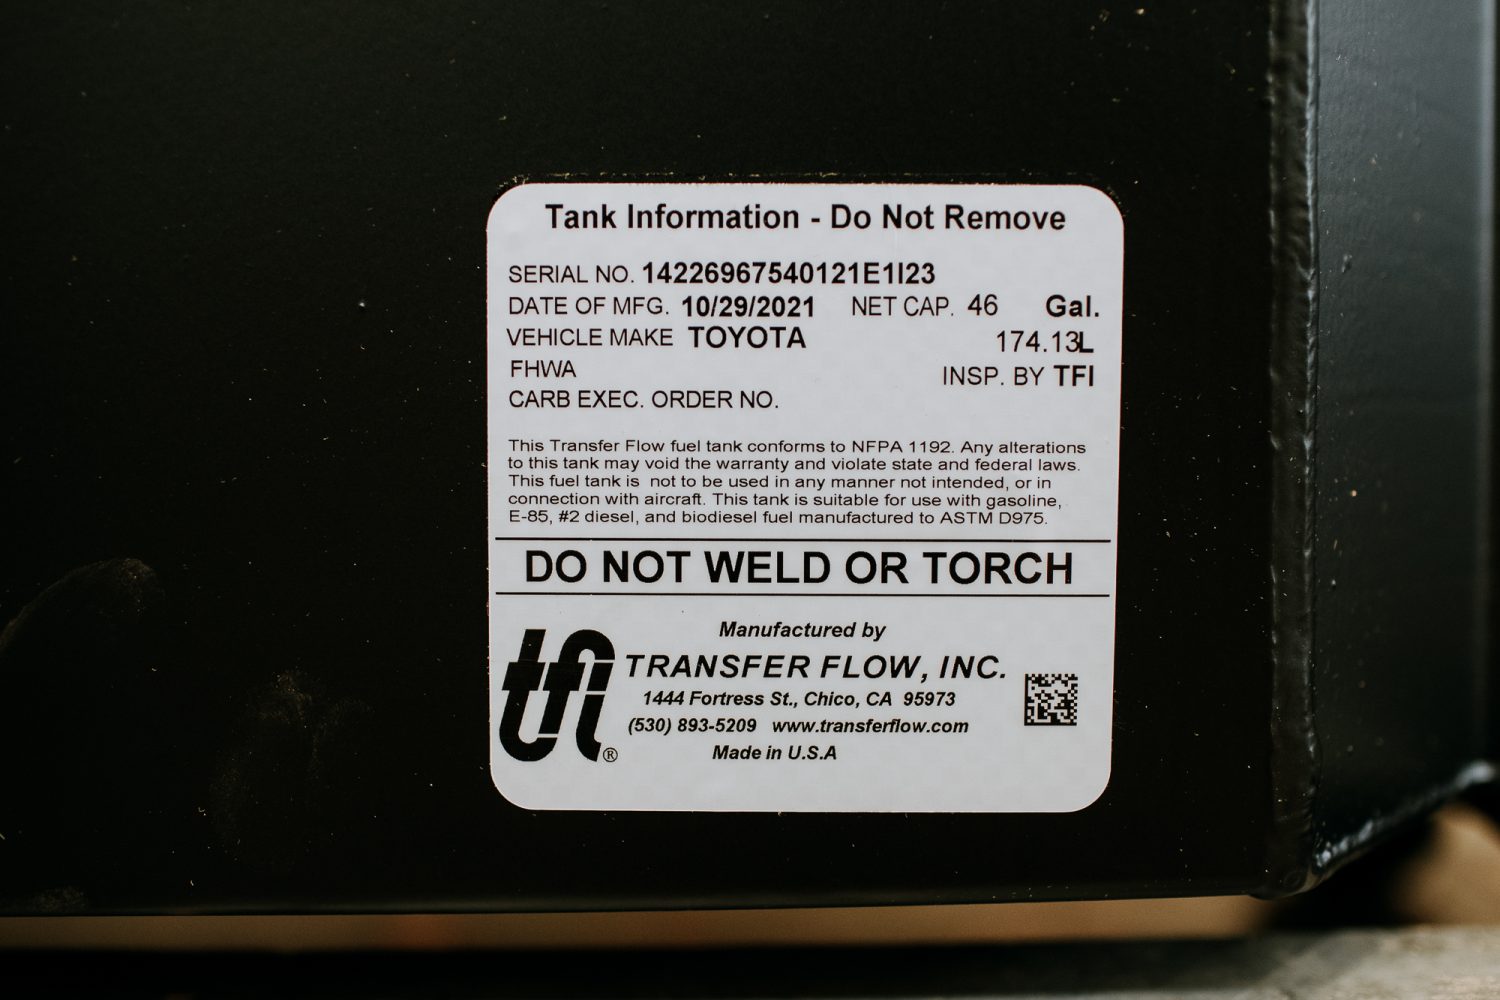 Tank Information - Do Not Remove
SERIAL NO. 14226967540121E1I23
DATE OF MFG. 10/29/2021 NET CAP. 46 Gal.
VEHICLE MAKE TOYOTA 174.13L
FHWA INSP. BY TFI
CARB EXEC. ORDER NO.
This Transfer Flow fuel tank conforms to NFPA 1192. Any alterations
to this tank may void the warranty and violate state and federal laws.
This fuel tank is not to be used in any manner not intended, or in
connection with aircraft. This tank is suitable for use with gasoline,
E-85, #2 diesel, and biodiesel fuel manufactured to ASTM D975.
DO NOT WELD OR TORCH
Manufactured by
tfi®
TRANSFER FLOW, INC.
1444 Fortress St., Chico, CA 95973
(530) 893-5209 www.transferflow.com
Made in U.S.A